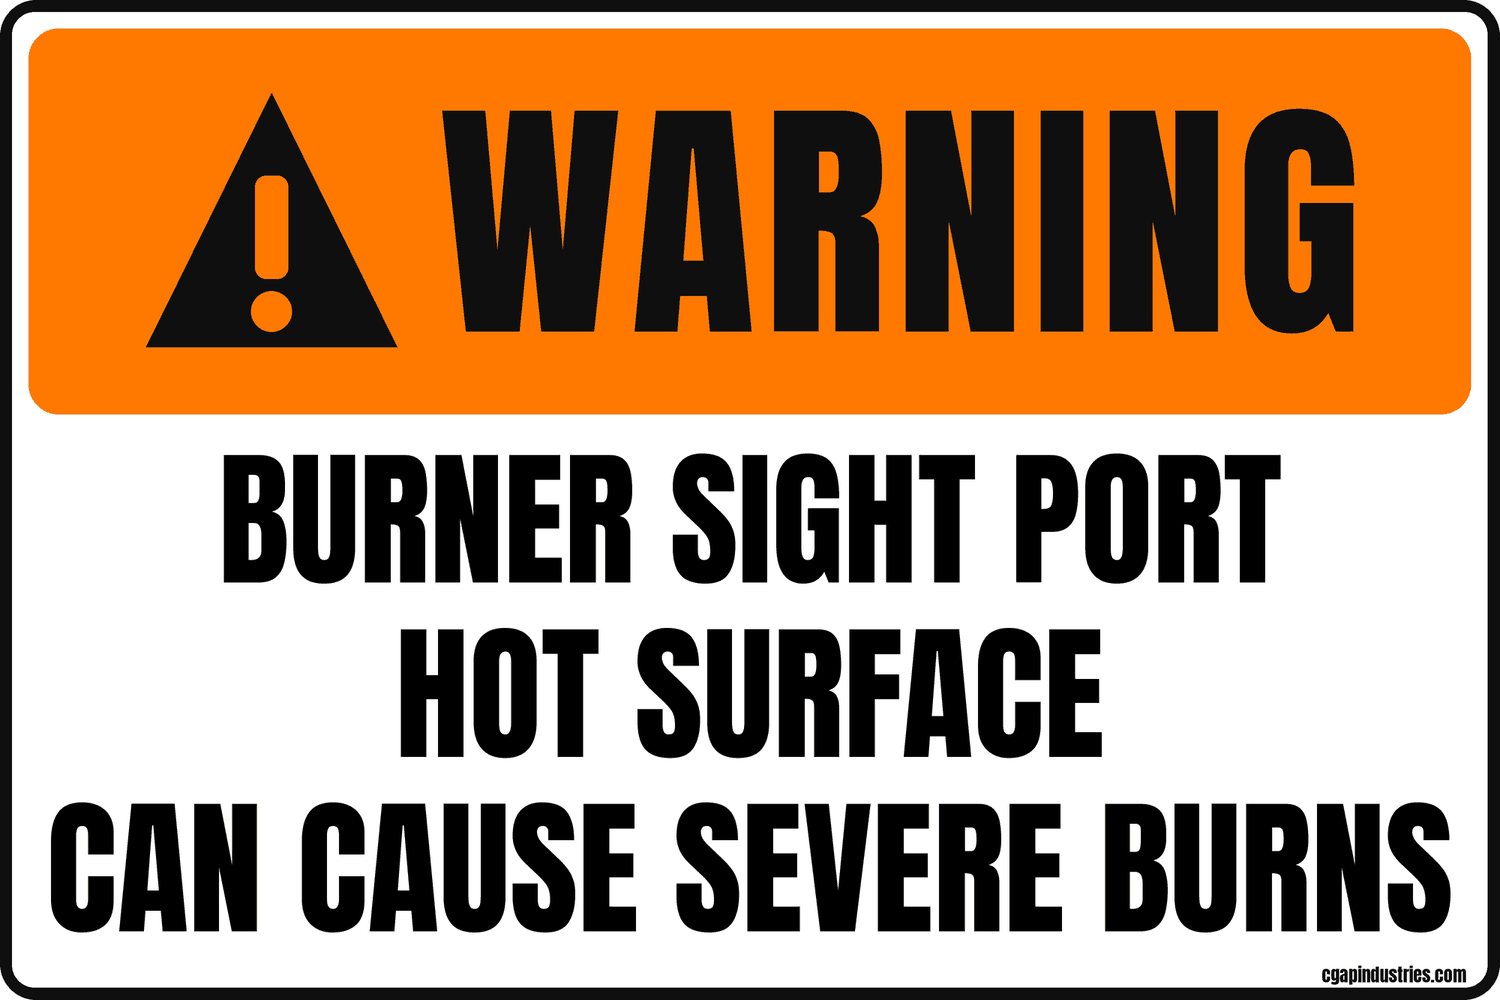 WARNING
BURNER SIGHT PORT
HOT SURFACE
CAN CAUSE SEVERE BURNS
cgapindustries.com